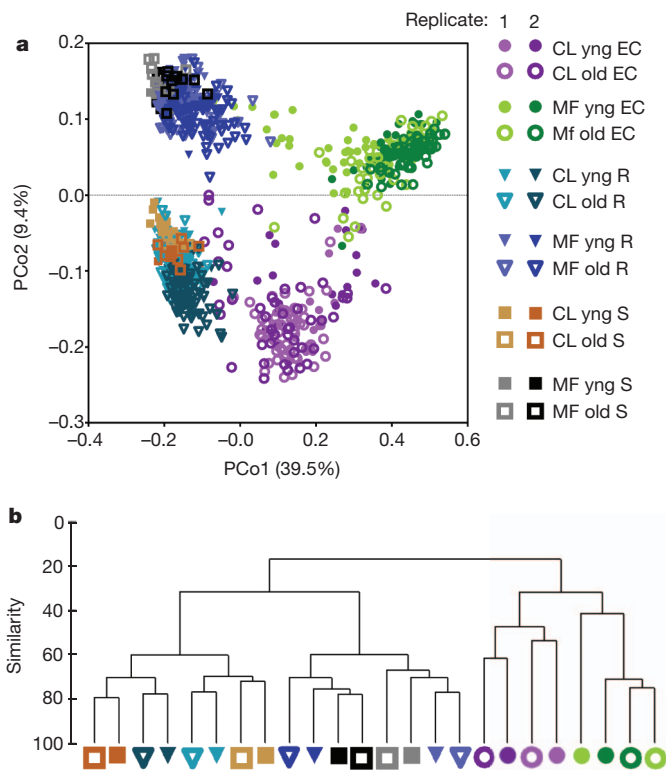 Replicate: 1 2
a
CL yng EC
CL old EC
MF yng EC
Mf old EC
CL yng R
CL old R
MF yng R
MF old R
CL yng S
CL old S
MF yng S
MF old S
0.2
0.1
0.0
−0.1
−0.2
−0.3
PCo2 (9.4%)
−0.4 −0.2 −0.0 0.2 0.4 0.6
PCo1 (39.5%)
b
0
20
40
60
80
100
Similarity